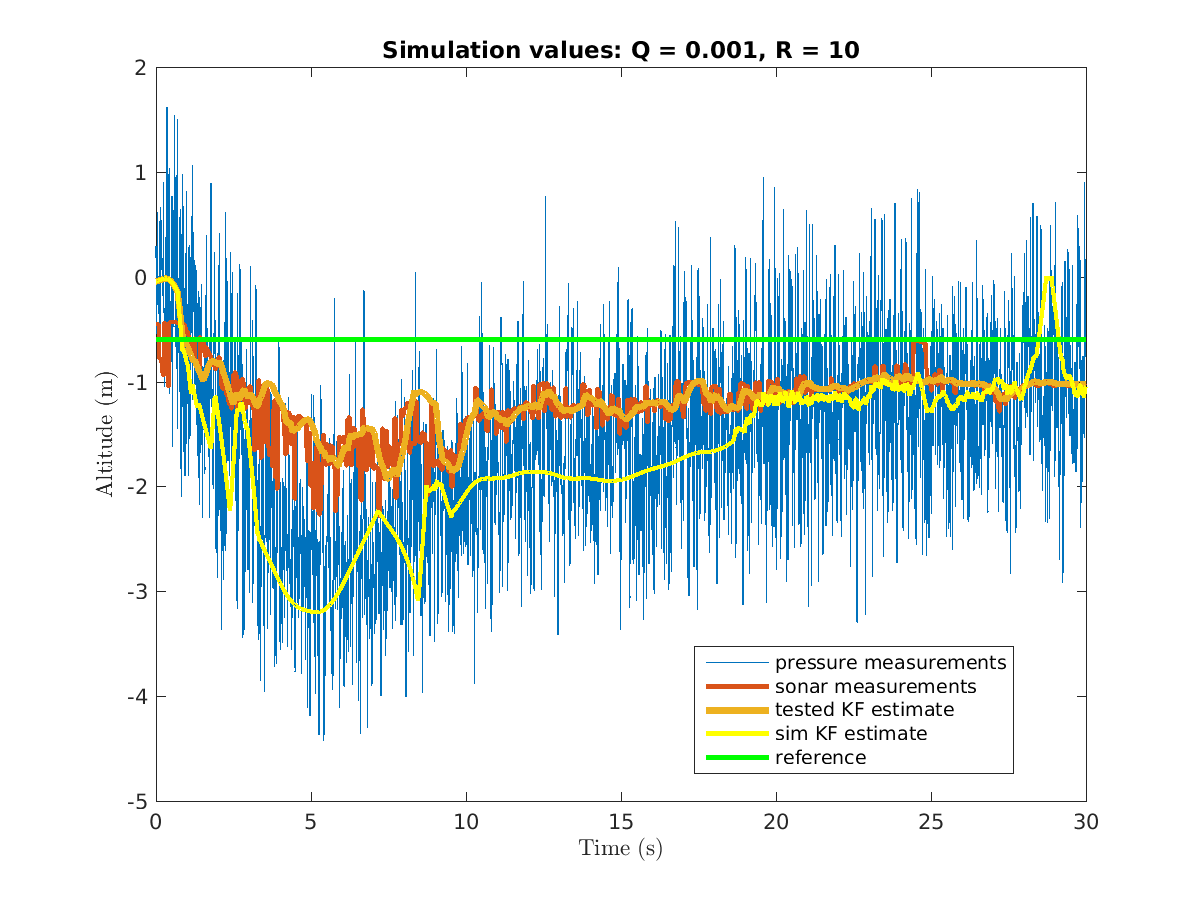 Simulation values: Q = 0.001, R = 10
2
1
0
-1
-2
-3
-4
-5
Altitude (m)
0
5
10
15
20
25
30
Time (s)
pressure measurements
sonar measurements
tested KF estimate
sim KF estimate
reference